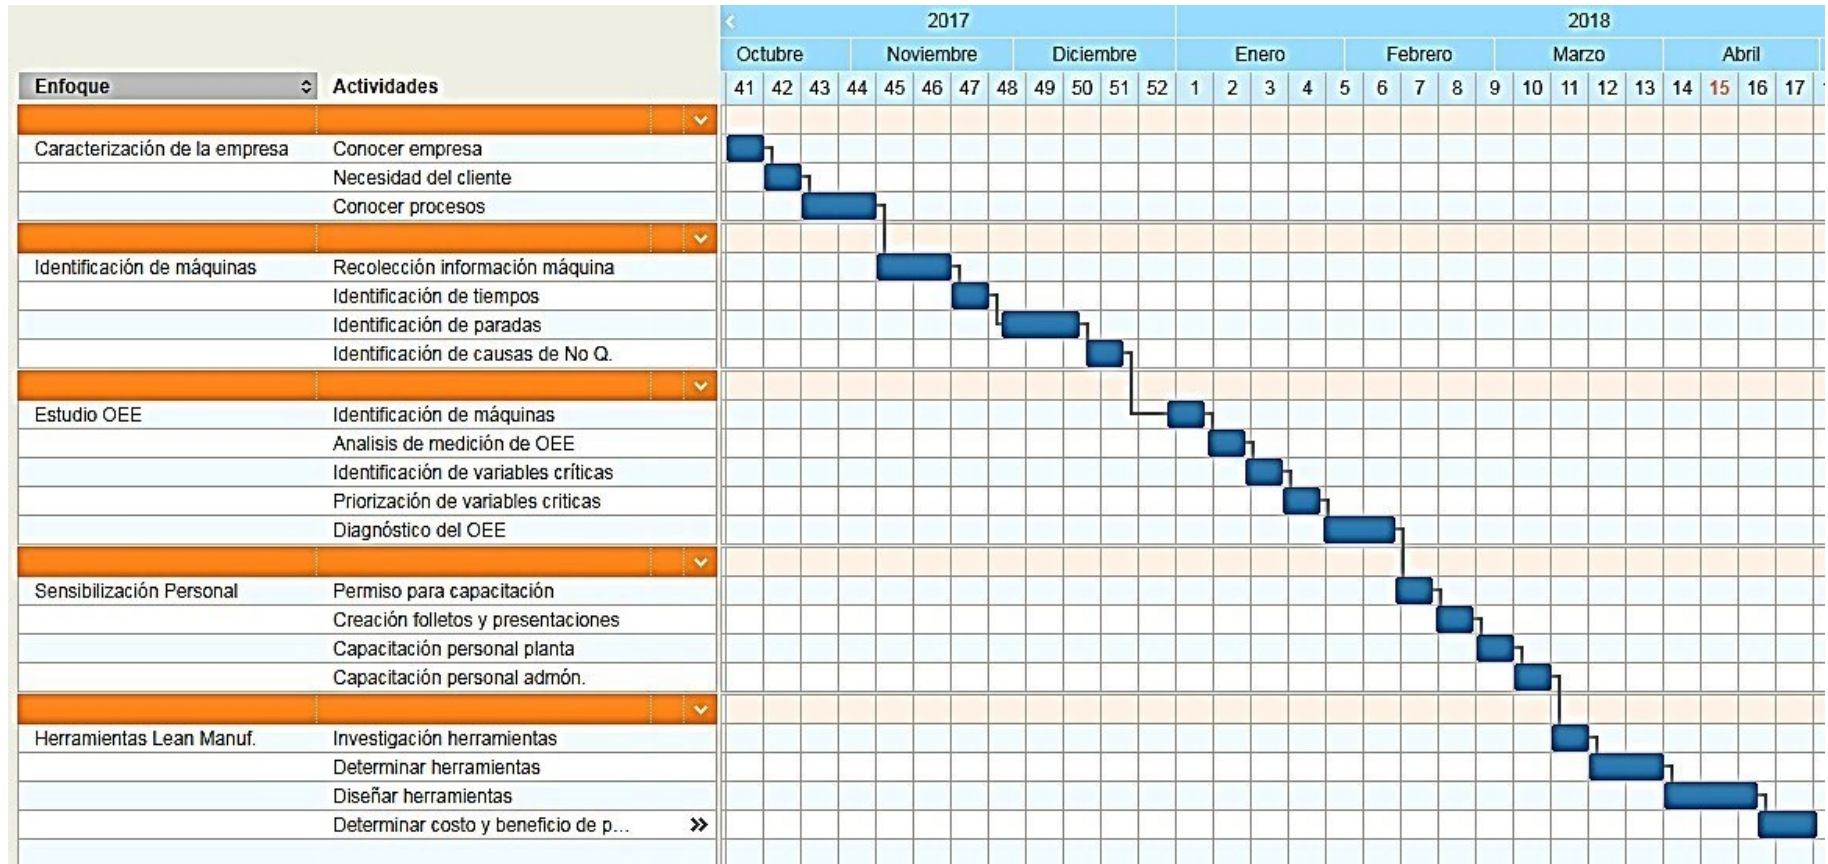 2017 2018
Octubre Noviembre Diciembre Enero Febrero Marzo Abril
Enfoque Actividades 41 42 43 44 45 46 47 48 49 50 51 52 1 2 3 4 5 6 7 8 9 10 11 12 13 14 15 16 17
Caracterización de la empresa Conocer empresa
Necesidad del cliente
Conocer procesos
Identificación de máquinas Recolección información máquina
Identificación de tiempos
Identificación de paradas
Identificación de causas de No Q.
Estudio OEE Identificación de máquinas
Analisis de medición de OEE
Identificación de variables críticas
Priorización de variables criticas
Diagnóstico del OEE
Sensibilización Personal Permiso para capacitación
Creación folletos y presentaciones
Capacitación personal planta
Capacitación personal admón.
Herramientas Lean Manuf. Investigación herramientas
Determinar herramientas
Diseñar herramientas
Determinar costo y beneficio de p...